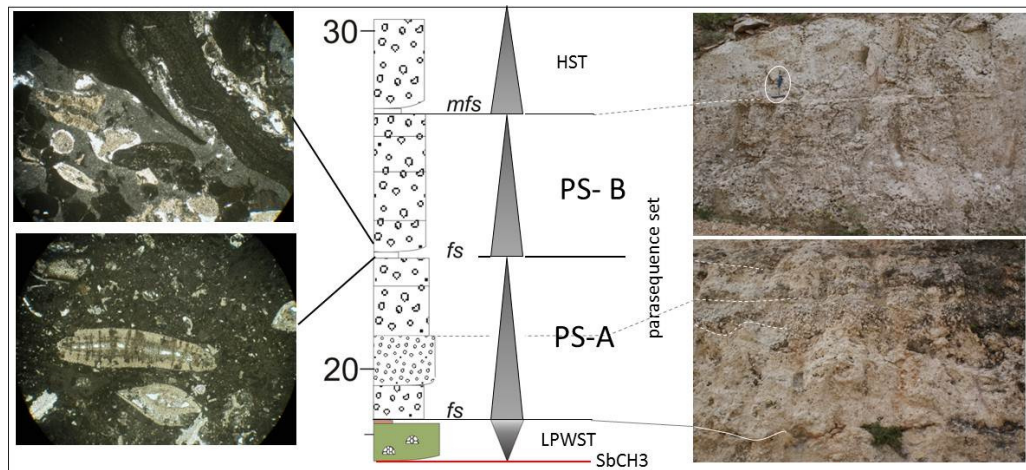 30
HST
mfs
PS- B
fs
parasequence set
PS-A
20
fs
LPWST
SbCH3